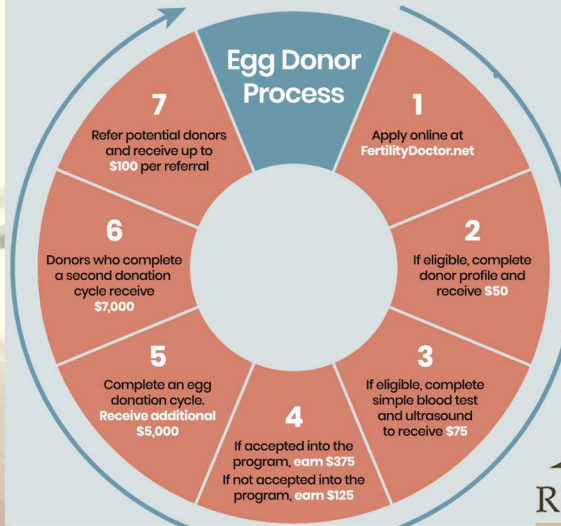 Egg Donor
Process
1
Apply online at
FertilityDoctor.net
2
If eligible, complete
donor profile and
receive $50
3
If eligible, complete
simple blood test
and ultrasound
to receive $75
4
If accepted into the
program, earn $375
If not accepted into the
program, earn $125
5
Complete an egg
donation cycle.
Receive additional
$5,000
6
Donors who complete
a second donation
cycle receive
$7,000
7
Refer potential donors
and receive up to
$100 per referral
R